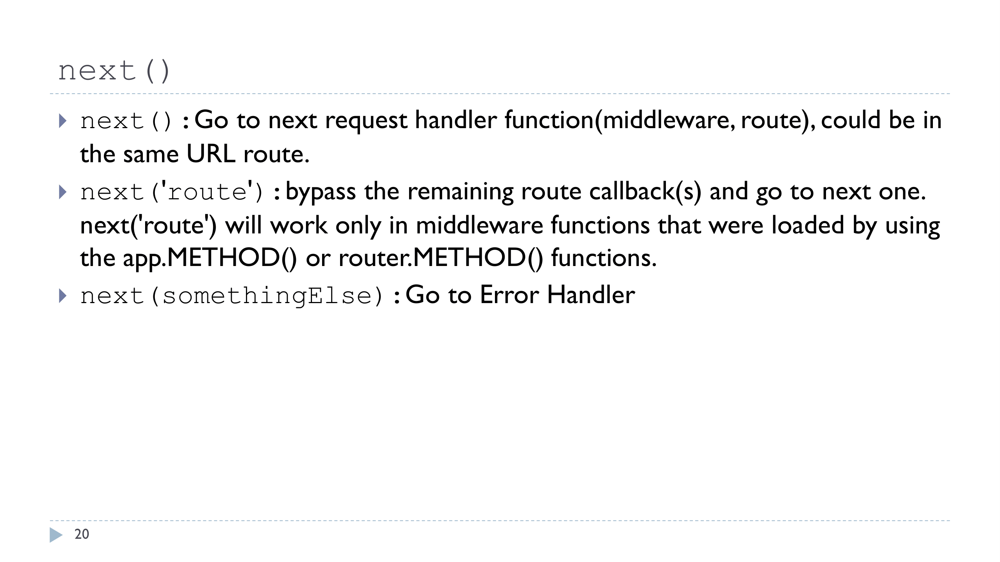 next()
next() : Go to next request handler function(middleware, route), could be in
the same URL route.
next('route') : bypass the remaining route callback(s) and go to next one.
next('route') will work only in middleware functions that were loaded by using
the app.METHOD() or router.METHOD() functions.
next(somethingElse) : Go to Error Handler
20